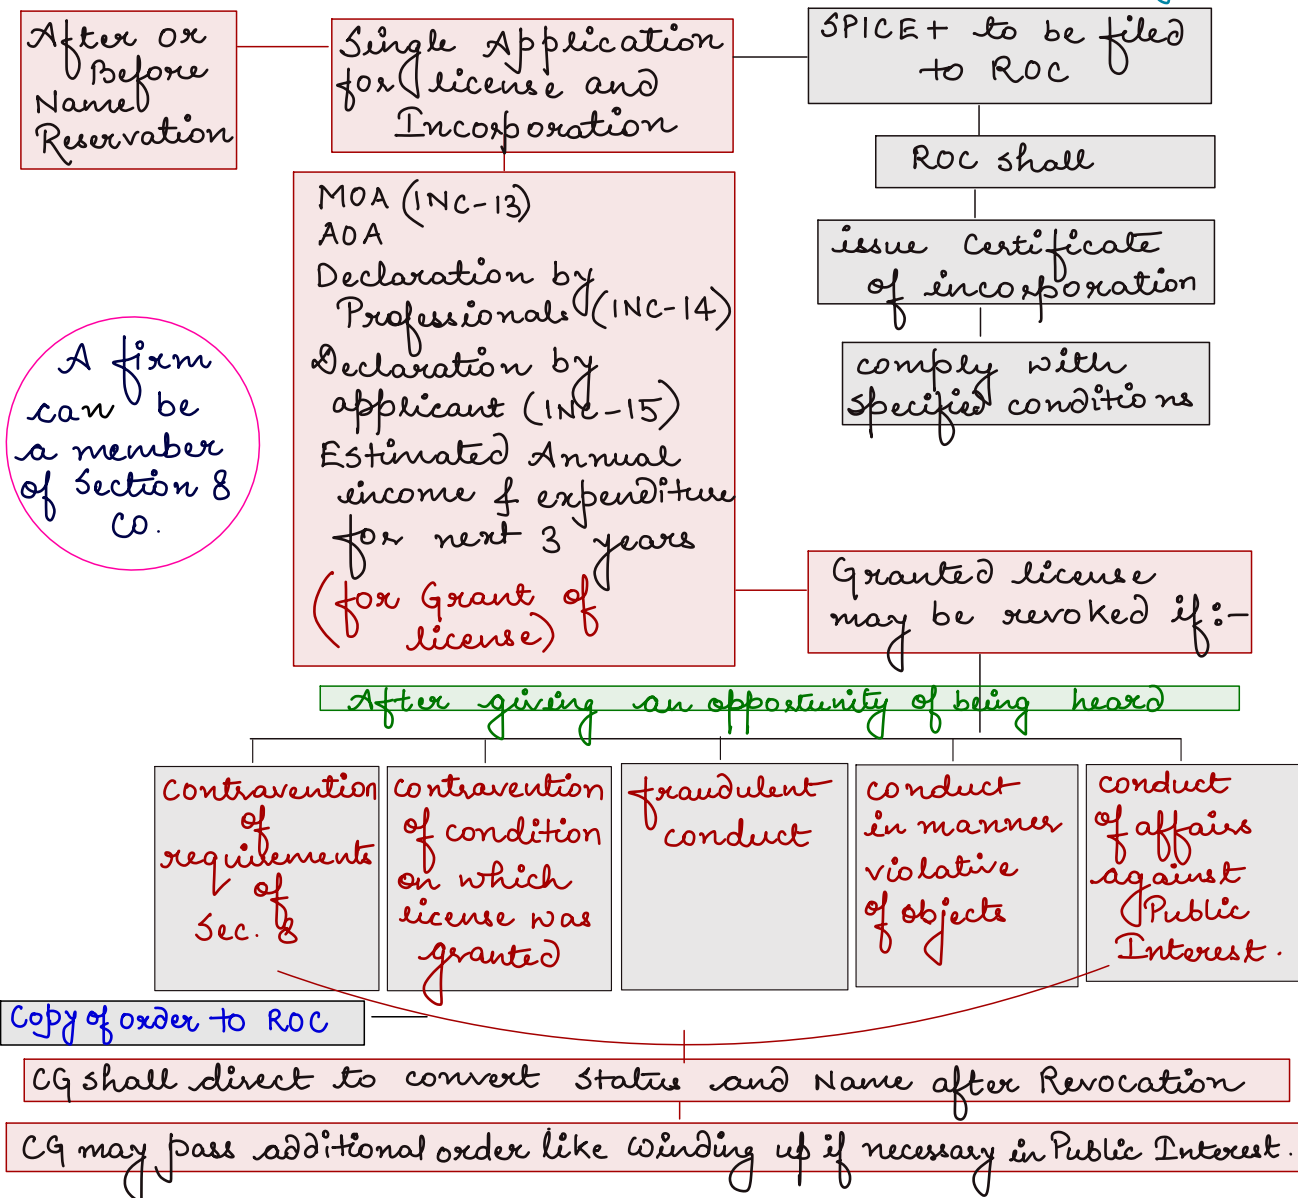 After or
Before
Name
Reservation
Single Application
for license and
Incorporation
SPICE+ to be filed
to ROC
ROC shall
issue Certificate
of incorporation
comply with
specified conditions
MOA (INC-13)
AOA
Declaration by
Professionals (INC-14)
Declaration by
applicant (INC-15)
Estimated Annual
income & expenditure
for next 3 years
(for Grant of
license)
A firm
can be
a member
of Section 8
CO.
Granted license
may be revoked if:-
After giving an opportunity of being heard
Contravention
of
requirements
of
Sec. 8
contravention
of condition
on which
license was
granted
fraudulent
conduct
conduct
in manner
violative
of objects
conduct
of affairs
against
Public
Interest.
Copy of order to ROC
CG shall direct to convert Status and Name after Revocation
CG may pass additional order like Winding up if necessary in Public Interest.